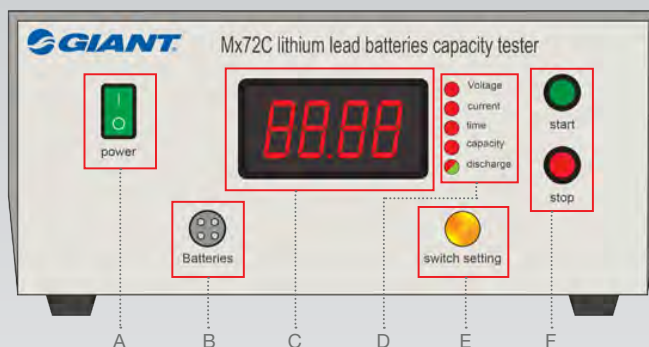 GIANT
Mx72C lithium lead batteries capacity tester
I
O
power
88.88
Voltage
current
time
capacity
discharge
start
stop
Batteries
switch setting
A B C D E F